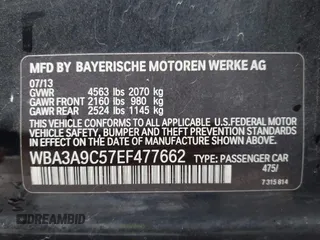 MFD BY BAYERISCHE MOTOREN WERKE AG
07/13
GVWR 4563 lbs 2070 kg
GAWR FRONT 2160 lbs 980 kg
GAWR REAR 2524 lbs 1145 kg
THIS VEHICLE CONFORMS TO ALL APPLICABLE FEDERAL
MOTOR VEHICLE SAFETY, BUMPER AND THEFT PREVENTION
STANDARDS IN EFFECT ON THE DATE OF MANUFACTURE
SHOWN ABOVE.
WBA3A9C57EF477662 TYPE: PASSENGER CAR
475/
7 315 814
DREAMBID